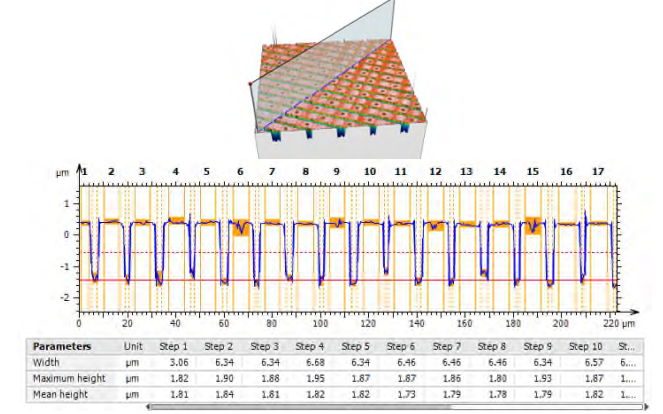 µm 1 2 3 4 5 6 7 8 9 10 11 12 13 14 15 16 17
1
0
-1
-2
0 20 40 60 80 100 120 140 160 180 200 220 µm
Parameters Unit Step 1 Step 2 Step 3 Step 4 Step 5 Step 6 Step 7 Step 8 Step 9 Step 10 St...
Width µm 3.06 6.34 6.34 6.68 6.34 6.46 6.46 6.46 6.34 6.57 6....
Maximum height µm 1.82 1.90 1.88 1.95 1.87 1.87 1.86 1.80 1.93 1.87 1....
Mean height µm 1.81 1.84 1.81 1.82 1.82 1.73 1.79 1.78 1.79 1.82 1....